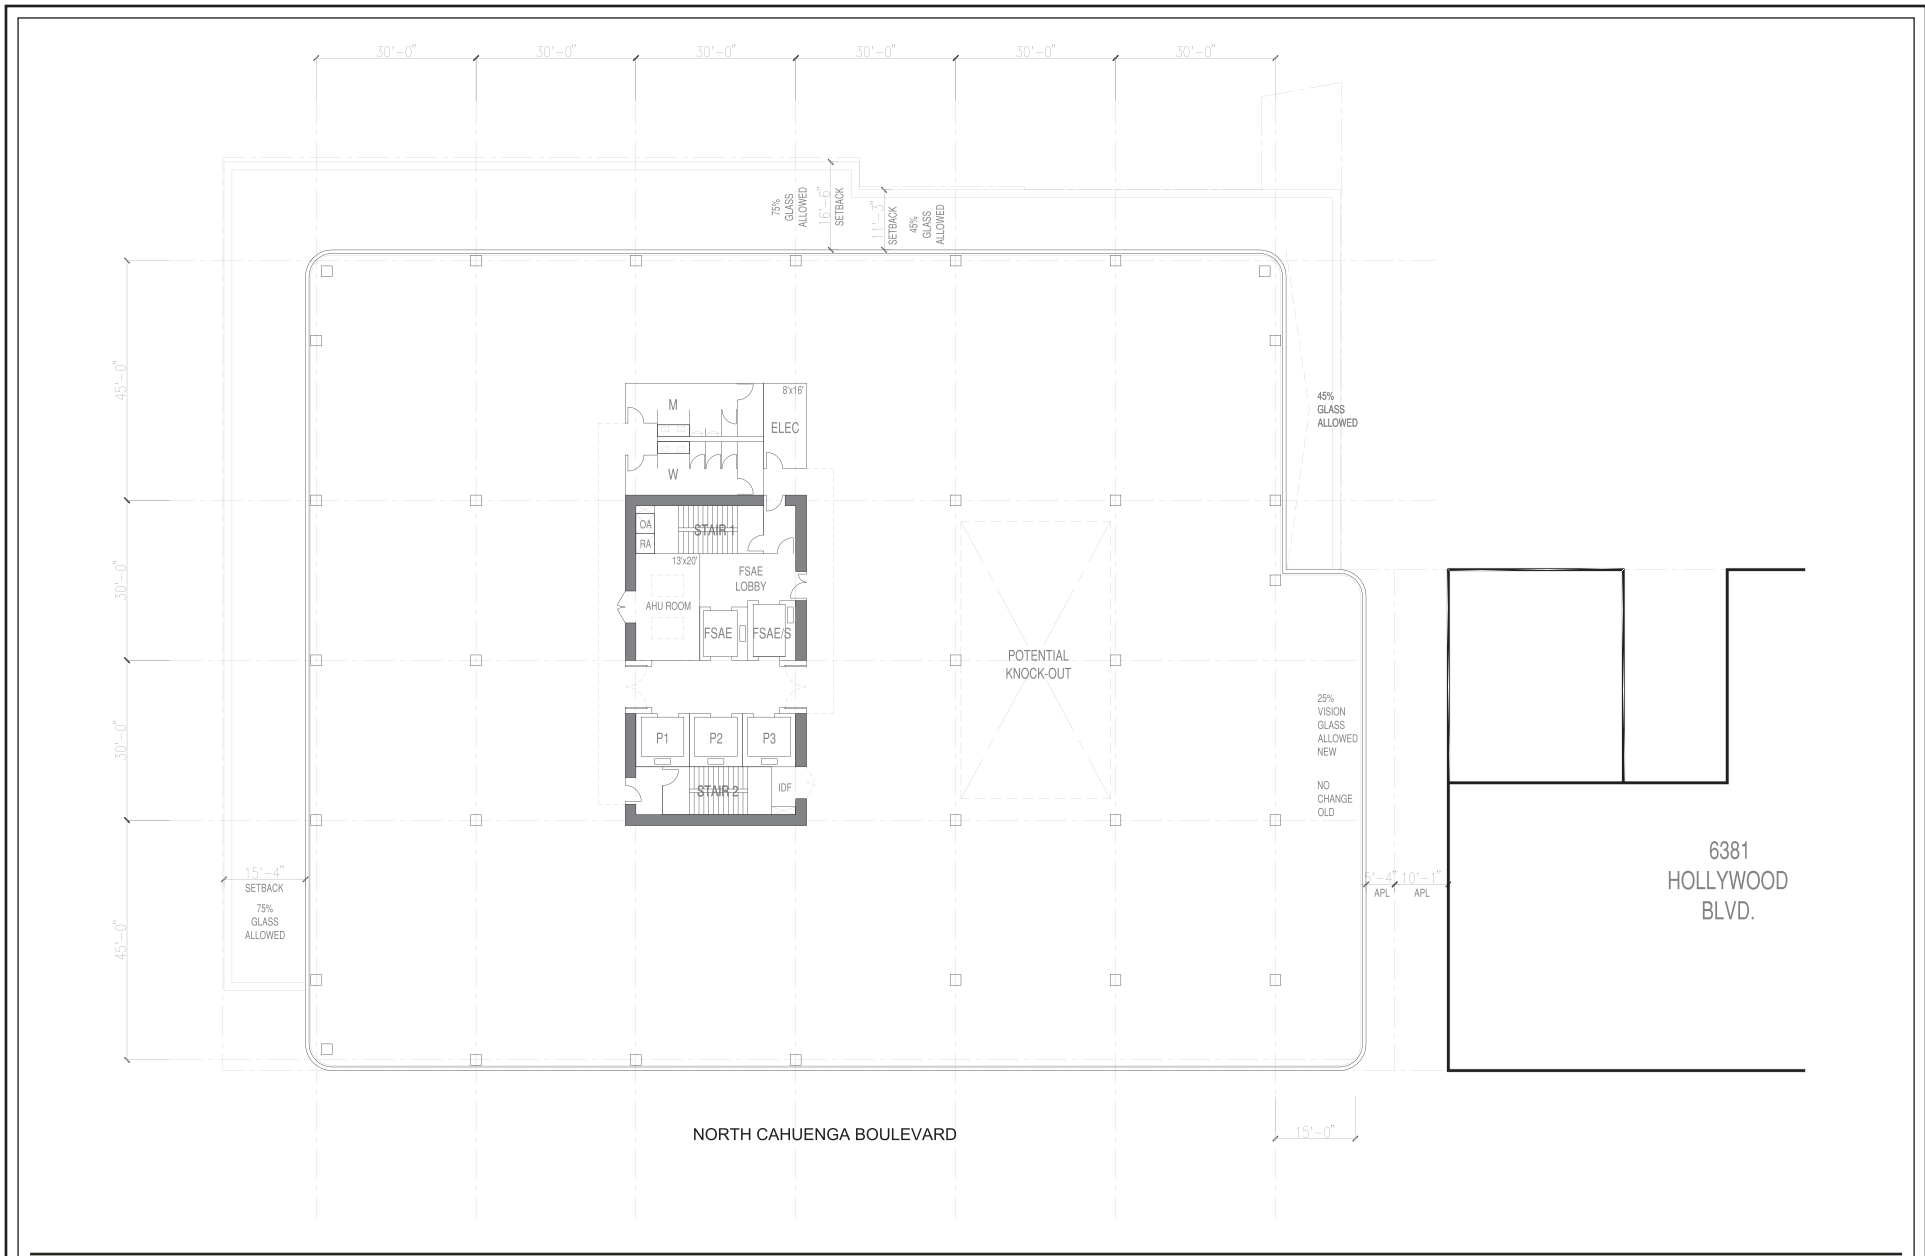 30'-0"
30'-0"
30'-0"
30'-0"
30'-0"
30'-0"
75%
GLASS
ALLOWED
16'-6"
SETBACK
11'-3"
SETBACK
45%
GLASS
ALLOWED
45'-0"
30'-0"
30'-0"
45'-0"
M
8'x16'
ELEC
W
OA
RA
STAIR 1
13'x20'
FSAE
LOBBY
AHU ROOM
FSAE
FSAE/S
P1
P2
P3
STAIR 2
IDF
POTENTIAL
KNOCK-OUT
45%
GLASS
ALLOWED
25%
VISION
GLASS
ALLOWED
NEW
NO
CHANGE
OLD
15'-4"
SETBACK
75%
GLASS
ALLOWED
5'-4"
APL
10'-1"
APL
6381
HOLLYWOOD
BLVD.
NORTH CAHUENGA BOULEVARD
15'-0"